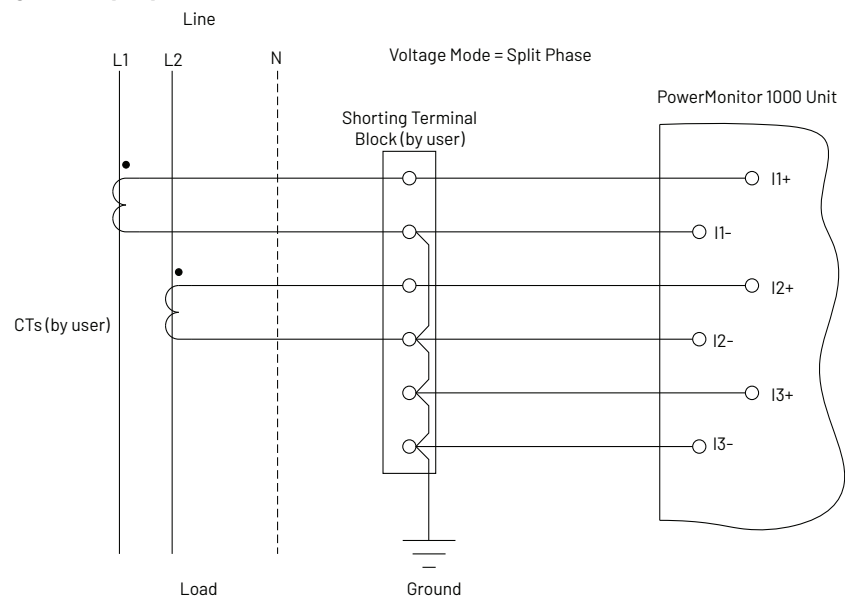 Line
L1
L2
N
Voltage Mode = Split Phase
PowerMonitor 1000 Unit
Shorting Terminal
Block (by user)
I1+
I1-
I2+
CTs (by user)
I2-
I3+
I3-
Load
Ground